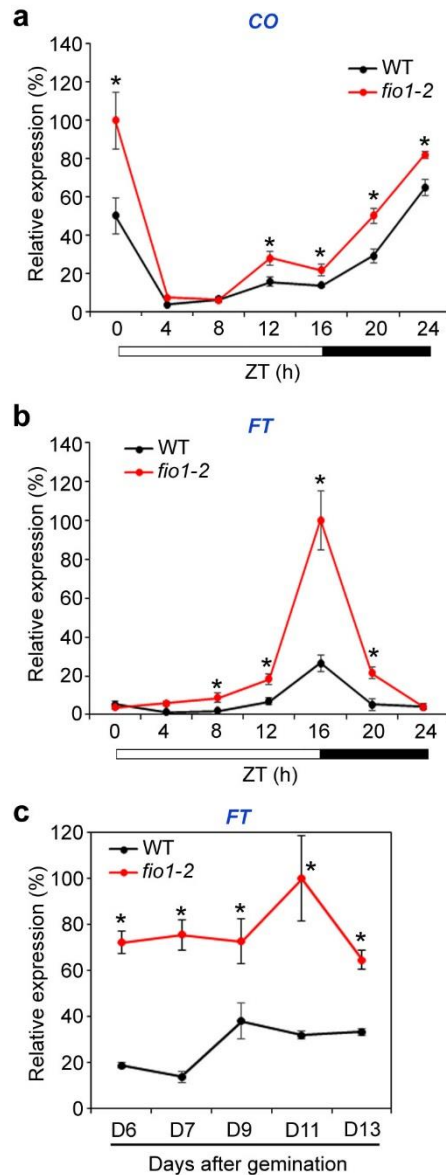 a
CO
Relative expression (%)
140
120
100
80
60
40
20
0
*
*
*
*
*
WT
fio1-2
0 4 8 12 16 20 24
ZT (h)
b
FT
Relative expression (%)
140
120
100
80
60
40
20
0
WT
fio1-2
*
*
*
*
*
0 4 8 12 16 20 24
ZT (h)
c
FT
Relative expression (%)
120
100
80
60
40
20
0
WT
fio1-2
*
*
*
*
*
D6 D7 D9 D11 D13
Days after gemination